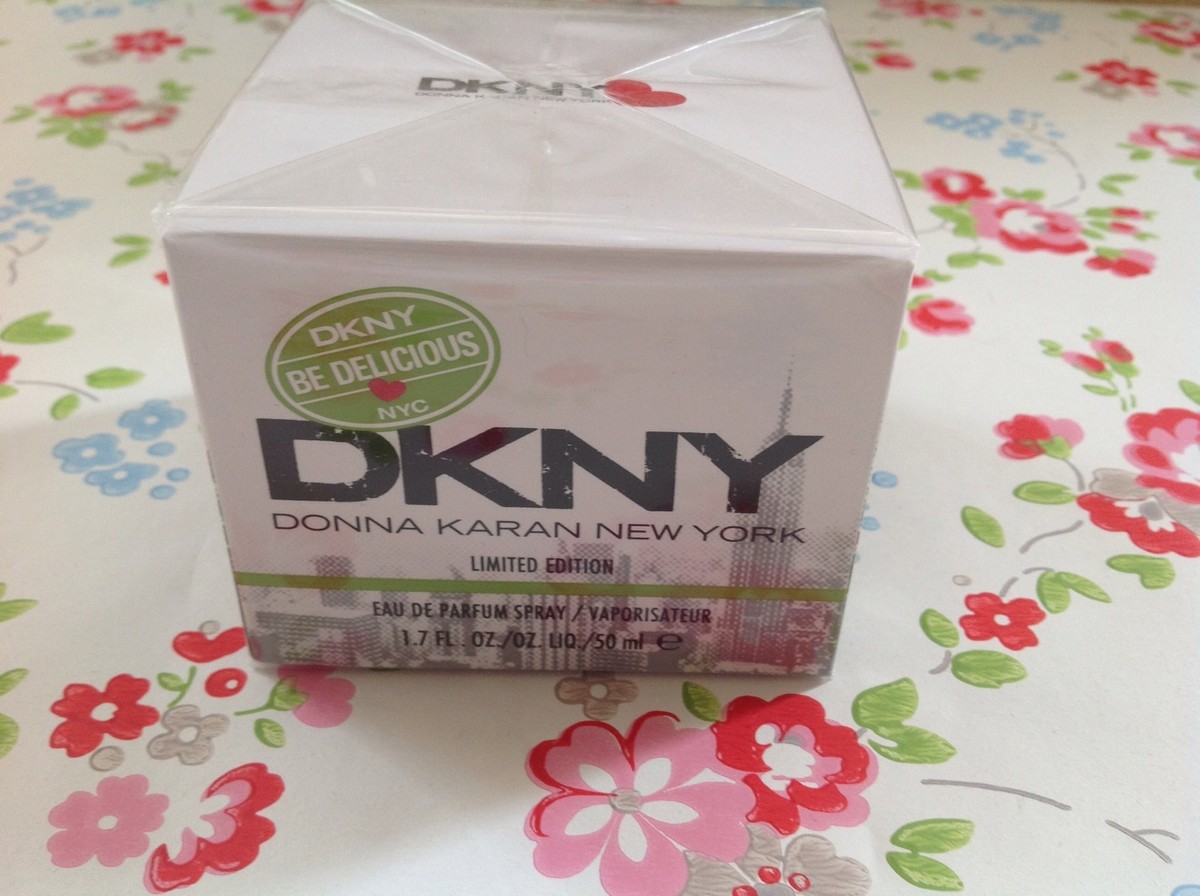 DKNY
DONNA KARAN NEW YORK
DKNY
BE DELICIOUS
NYC
DKNY
DONNA KARAN NEW YORK
LIMITED EDITION
EAU DE PARFUM SPRAY / VAPORISATEUR
1.7 FL. OZ./OZ. LIQ./50 ml e